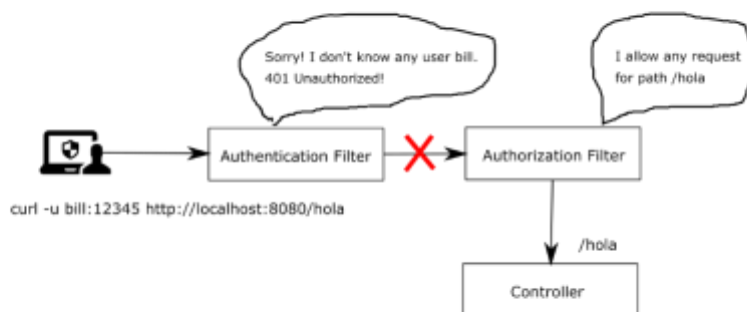 Sorry! I don't know any user bill.
401 Unauthorized!
I allow any request
for path /hola
Authentication Filter
Authorization Filter
curl -u bill:12345 http://localhost:8080/hola
/hola
Controller